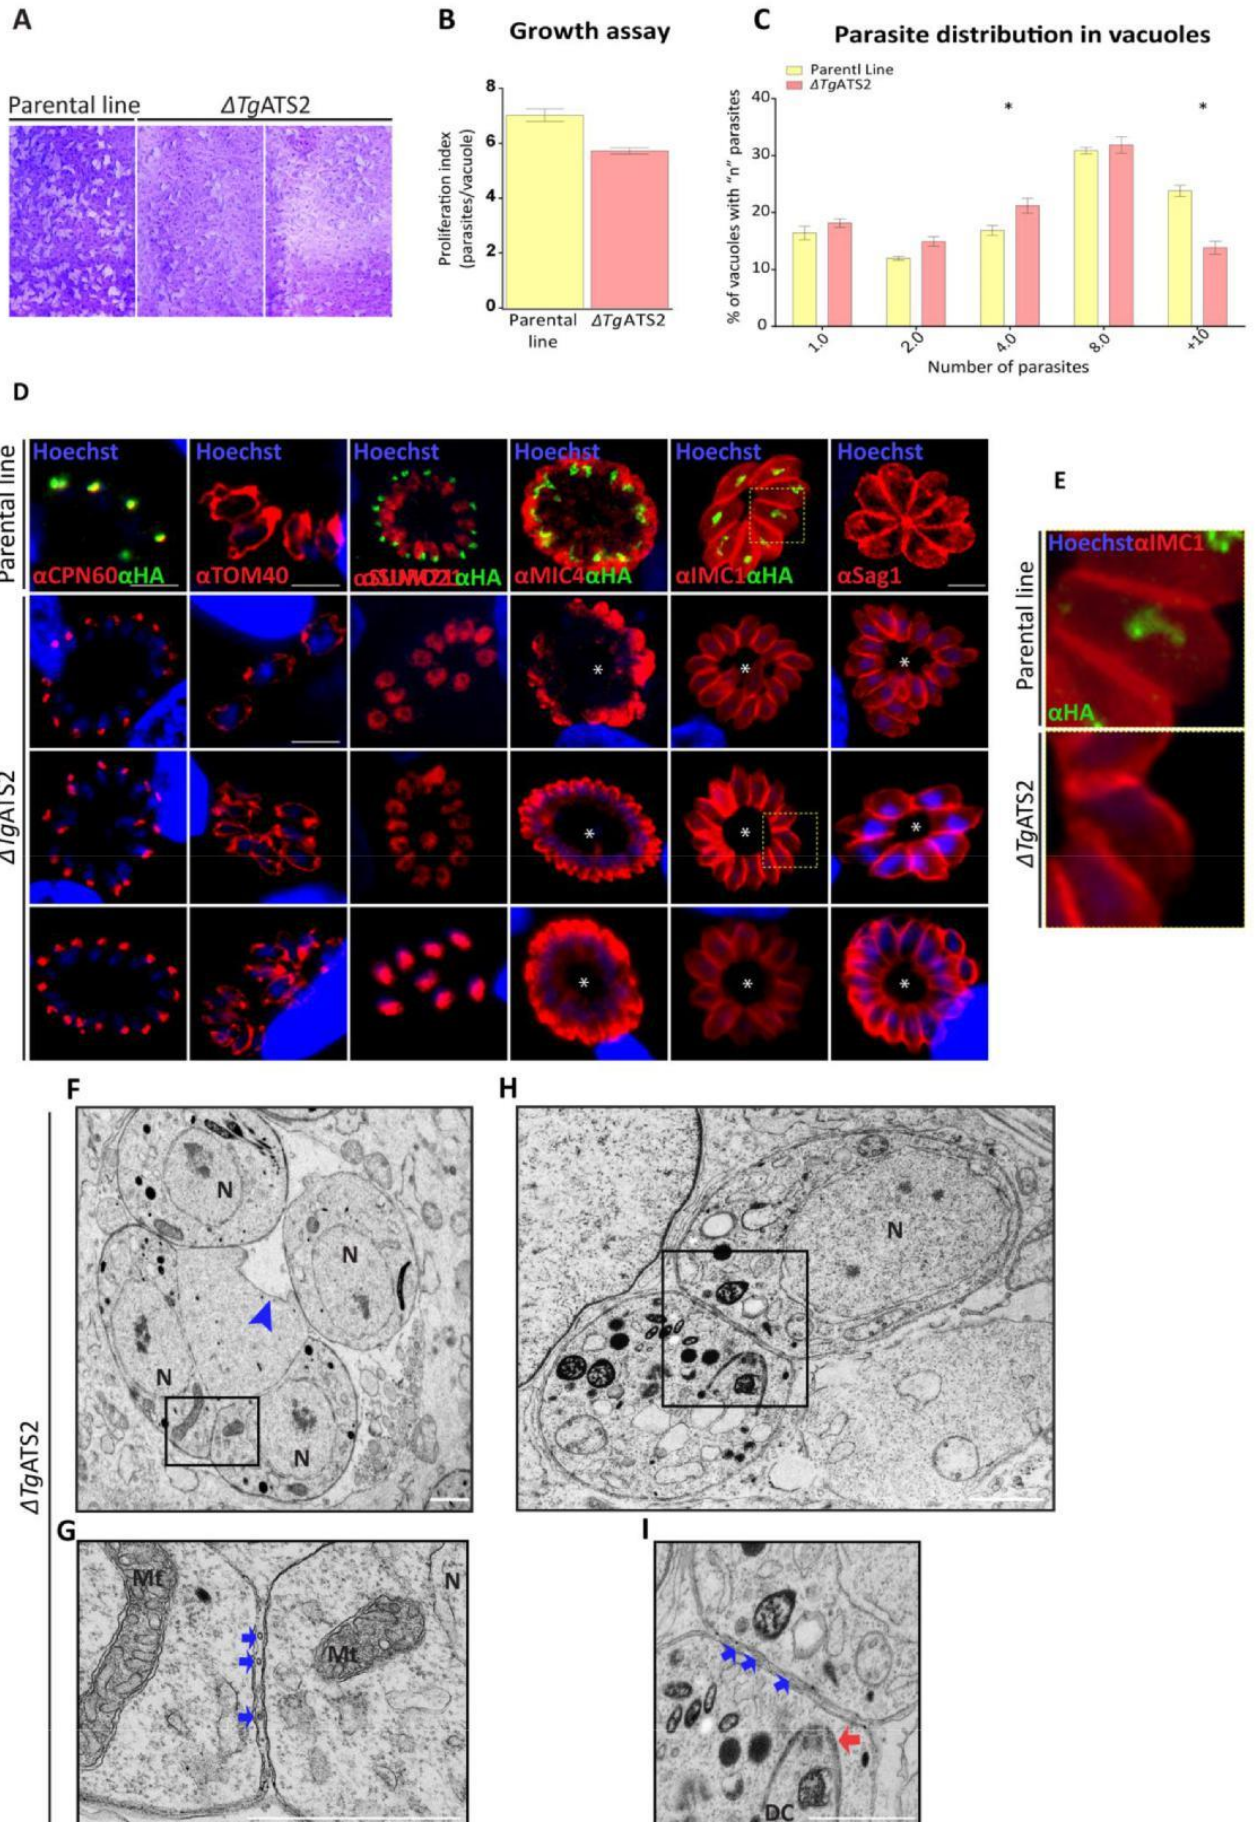 A
Parental line
ΔTgATS2
B
Growth assay
Proliferation index
(parasites/vacuole)
8
6
4
2
0
Parental
line
ΔTgATS2
C
Parasite distribution in vacuoles
Parentl Line
ΔTgATS2
% of vacuoles with "n" parasites
40
30
20
10
0
*
*
1.0
2.0
4.0
8.0
+10
Number of parasites
D
Parental line
Hoechst
Hoechst
Hoechst
Hoechst
Hoechst
Hoechst
αCPN60αHA
αTOM40
αHA
αMIC4αHA
αIMC1αHA
αSag1
ΔTgATS2
* * *
* * *
* * *
E
Parental line
HoechstαIMC1
αHA
ΔTgATS2
ΔTgATS2
F
N
N
N
N
H
N
G
Mt
Mt
N
I
DC